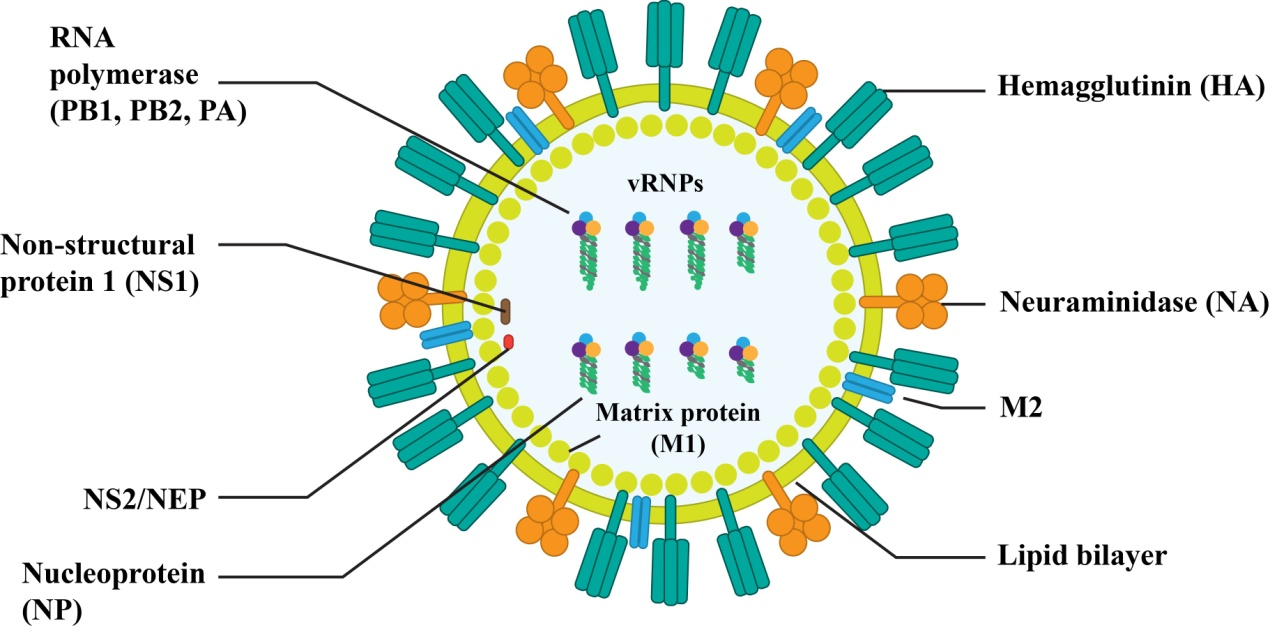 RNA
polymerase
(PB1, PB2, PA)
Hemagglutinin (HA)
vRNPs
Non-structural
protein 1 (NS1)
Neuraminidase (NA)
Matrix protein
(M1)
M2
NS2/NEP
Lipid bilayer
Nucleoprotein
(NP)